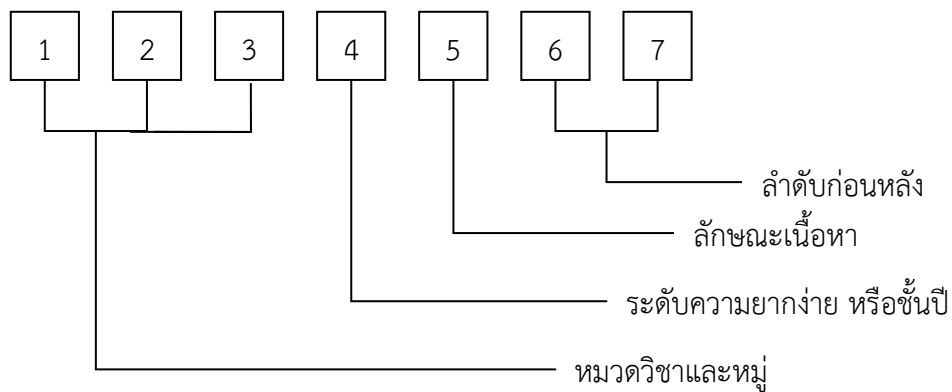 1 2 3 4 5 6 7
ลำดับก่อนหลัง
ลักษณะเนื้อหา
ระดับความยากง่าย หรือชั้นปี
หมวดวิชาและหมู่